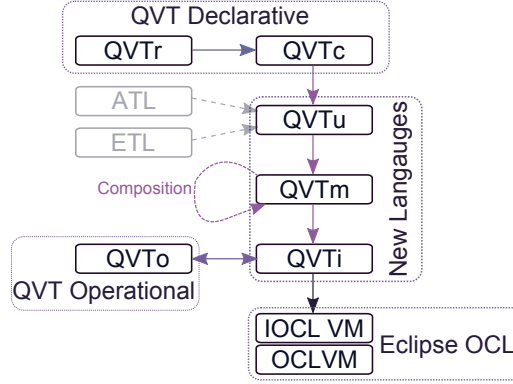 QVT Declarative
QVTr
QVTc
ATL
ETL
QVTu
Composition
QVTm
New Langauges
QVTo
QVTi
QVT Operational
IOCL VM
OCLVM
Eclipse OCL